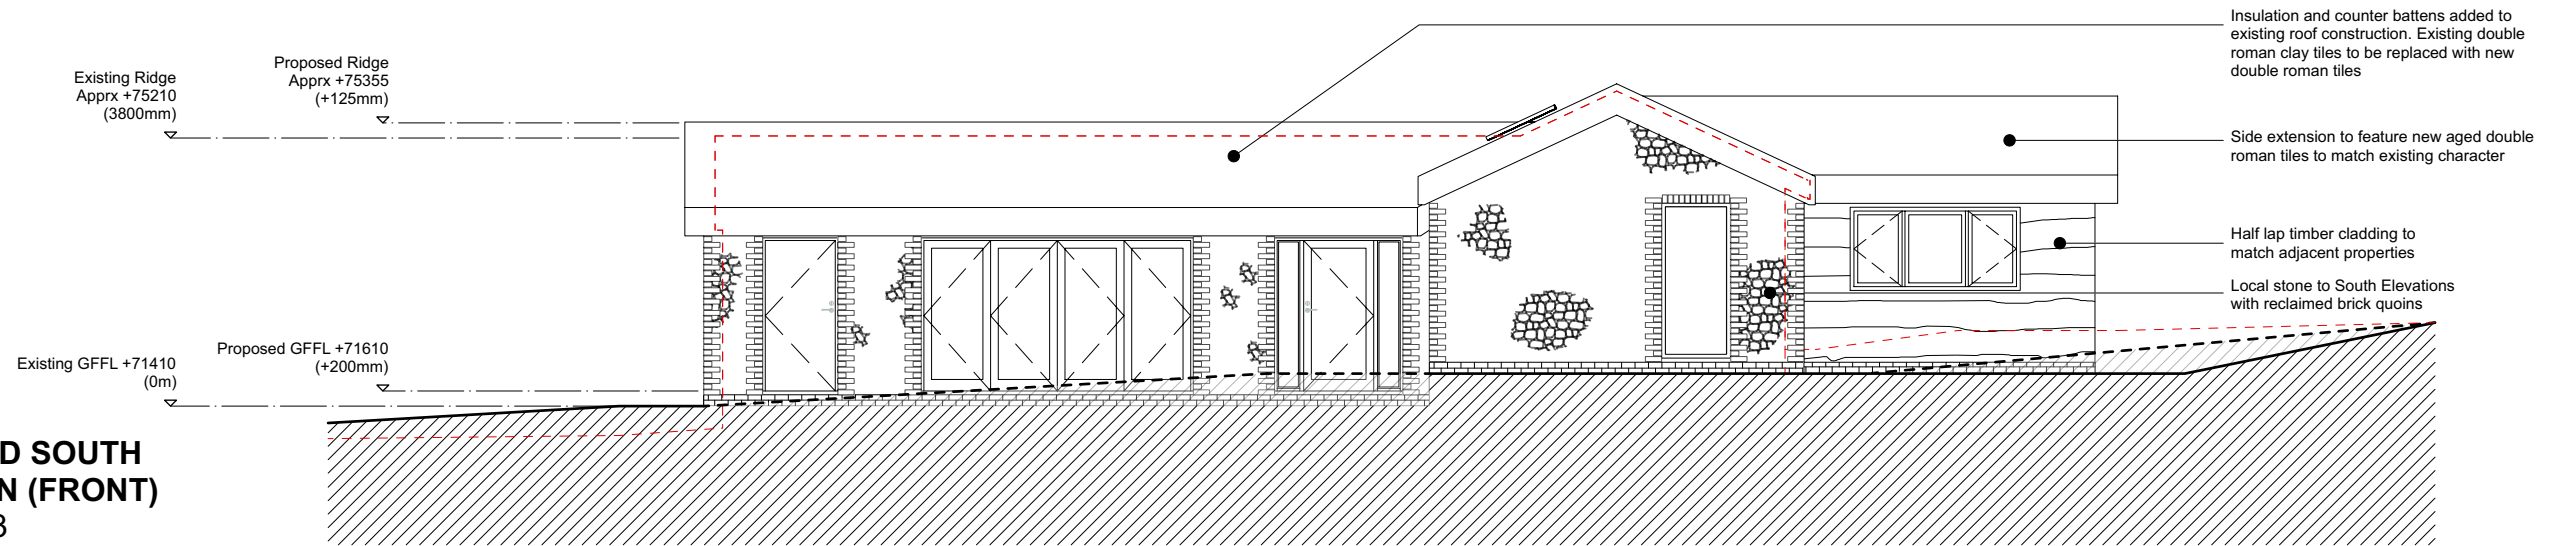 Existing Ridge
Apprx +75210
(3800mm)
Proposed Ridge
Apprx +75355
(+125mm)
Insulation and counter battens added to
existing roof construction. Existing double
roman clay tiles to be replaced with new
double roman tiles
Side extension to feature new aged double
roman tiles to match existing character
Half lap timber cladding to
match adjacent properties
Local stone to South Elevations
with reclaimed brick quoins
Existing GFFL +71410
(0m)
Proposed GFFL +71610
(+200mm)
D SOUTH
N (FRONT)